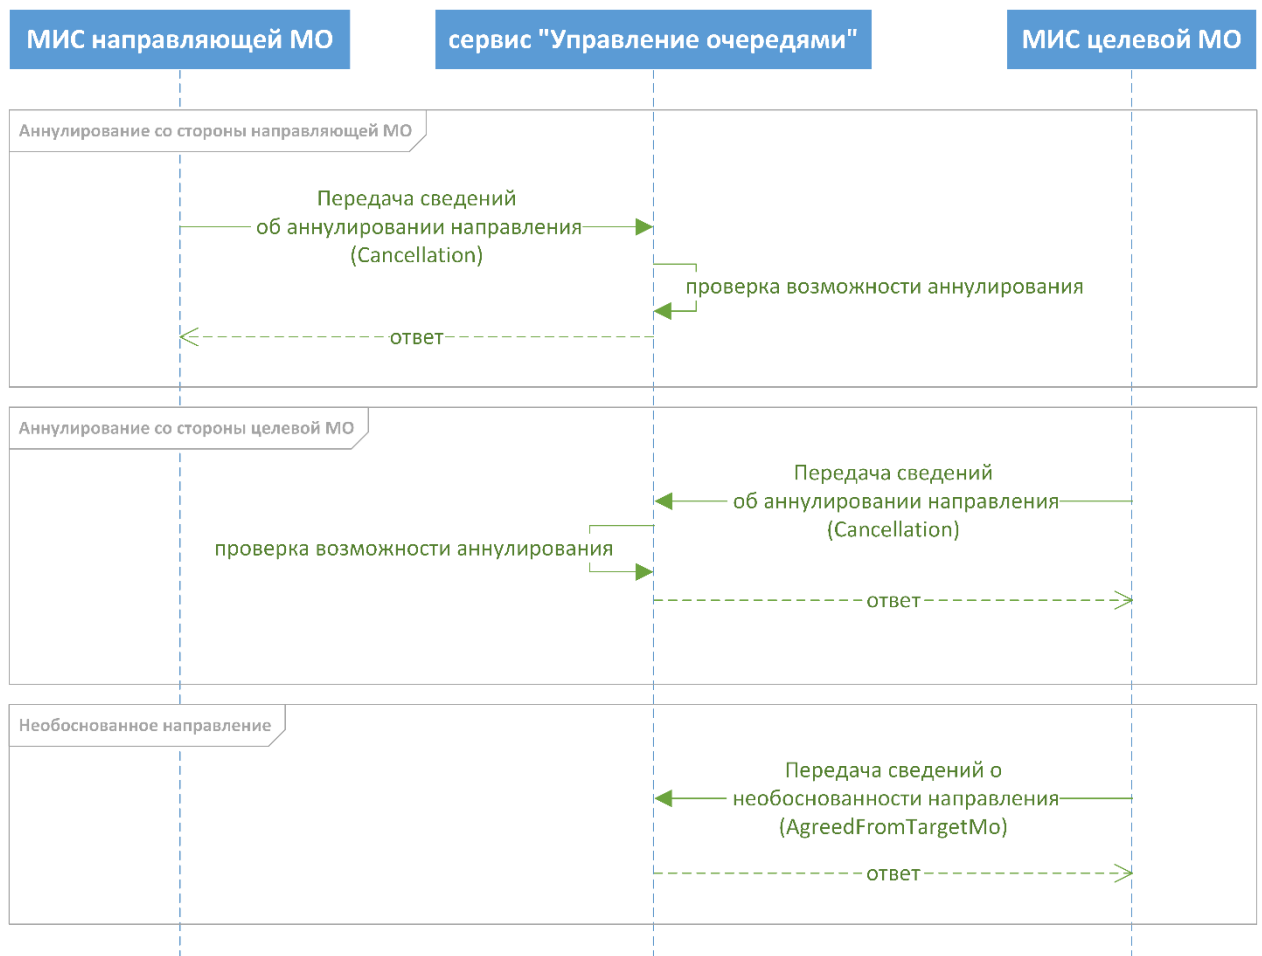 МИС направляющей МО
сервис "Управление очередями"
МИС целевой МО
Аннулирование со стороны направляющей МО
Передача сведений
об аннулировании направления
(Cancellation)
проверка возможности аннулирования
ответ
Аннулирование со стороны целевой МО
Передача сведений
об аннулировании направления
(Cancellation)
проверка возможности аннулирования
ответ
Необоснованное направление
Передача сведений о
необоснованности направления
(AgreedFromTargetMo)
ответ